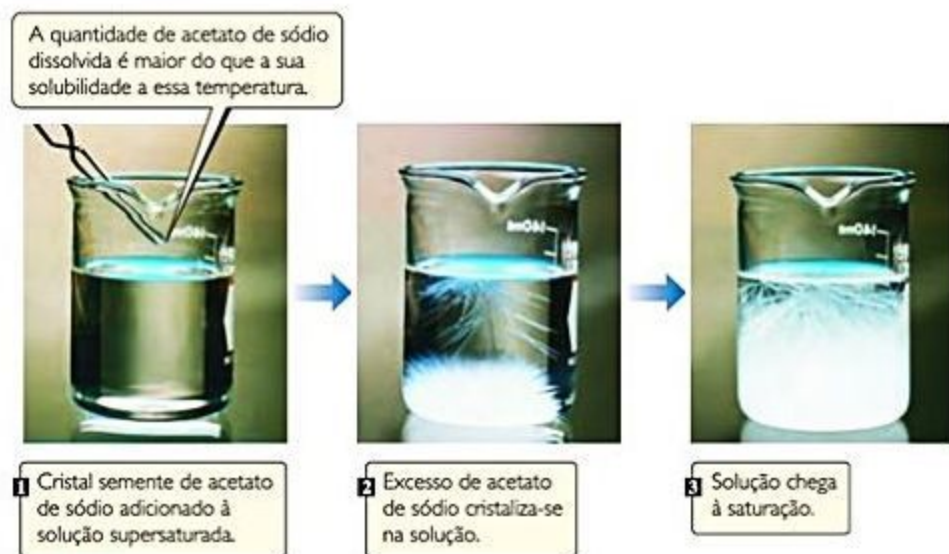 A quantidade de acetato de sódio
dissolvida é maior do que a sua
solubilidade a essa temperatura.
1 Cristal semente de acetato
de sódio adicionado à
solução supersaturada.
2 Excesso de acetato
de sódio cristaliza-se
na solução.
3 Solução chega
à saturação.